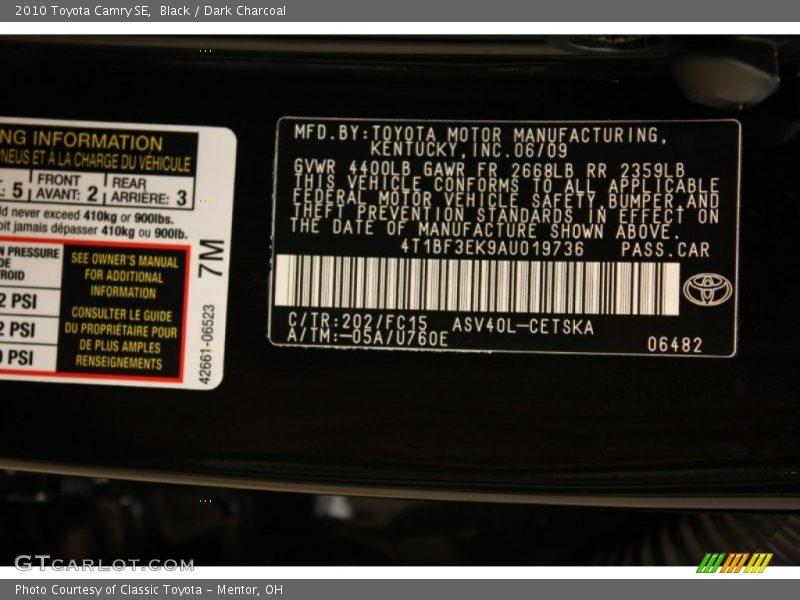 2010 Toyota Camry SE, Black / Dark Charcoal
NG INFORMATION
PNEUS ET À LA CHARGE DU VÉHICULE
: 5 FRONT AVANT: 2 REAR ARRIÈRE: 3
ld never exceed 410kg or 900lbs.
oit jamais dépasser 410kg ou 900lb.
N PRESSURE
DE
ROID
2 PSI
2 PSI
0 PSI
SEE OWNER'S MANUAL
FOR ADDITIONAL
INFORMATION
CONSULTER LE GUIDE
DU PROPRIÉTAIRE POUR
DE PLUS AMPLES
RENSEIGNEMENTS
42661-06523 7M
MFD.BY:TOYOTA MOTOR MANUFACTURING,
KENTUCKY,INC.06/09
GVWR 4400LB GAWR FR 2668LB RR 2359LB
THIS VEHICLE CONFORMS TO ALL APPLICABLE
FEDERAL MOTOR VEHICLE SAFETY,BUMPER,AND
THEFT PREVENTION STANDARDS IN EFFECT ON
THE DATE OF MANUFACTURE SHOWN ABOVE.
4T1BF3EK9AU019736 PASS.CAR
C/TR:202/FC15 ASV40L-CETSKA
A/TM:-05A/U760E 06482
GTCARLOT.COM
Photo Courtesy of Classic Toyota - Mentor, OH